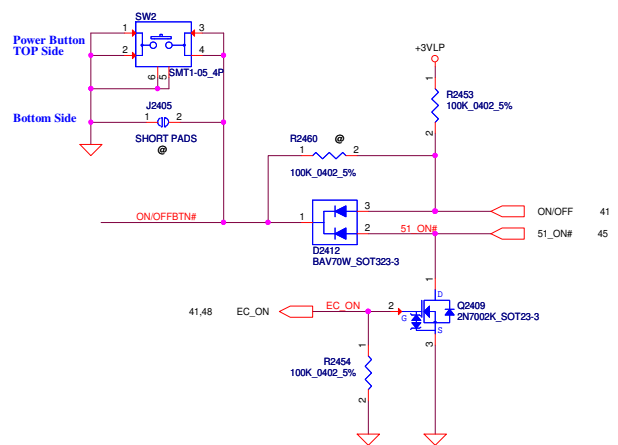 SW2
Power Button
TOP Side
1
3
2
4
6
5
SMT1-05_4P
+3VLP
1
R2453
100K_0402_5%
2
Bottom Side
J2405
1
2
SHORT PADS
@
R2460
@
1
2
100K_0402_5%
ON/OFFBTN#
1
3
2
D2412
BAV70W_SOT323-3
51_ON#
ON/OFF
41
51_ON#
45
1
D
Q2409
2N7002K_SOT23-3
G
S
2
3
41,48
EC_ON
EC_ON
1
R2454
100K_0402_5%
2